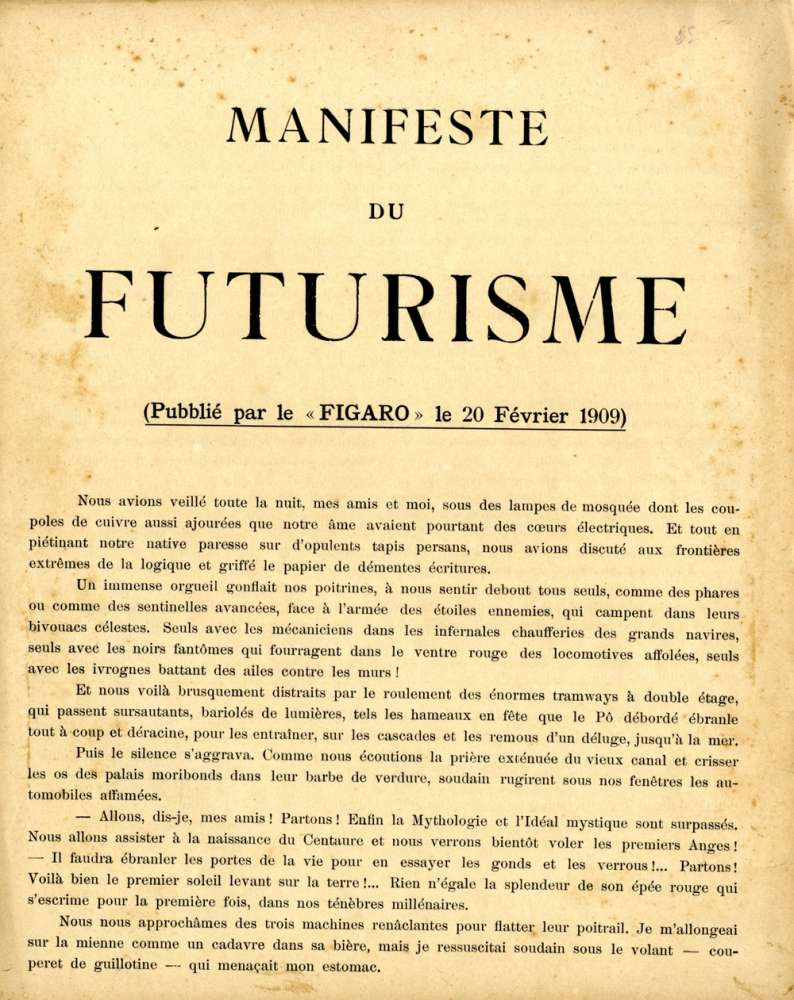 MANIFESTE
DU
FUTURISME
(Pubblié par le « FIGARO » le 20 Février 1909)
Nous avions veillé toute la nuit, mes amis et moi, sous des lampes de mosquée dont les cou-
poles de cuivre aussi ajourées que notre âme avaient pourtant des cœurs électriques. Et tout en
piétinant notre native paresse sur d'opulents tapis persans, nous avions discuté aux frontières
extrêmes de la logique et griffé le papier de démentes écritures.
Un immense orgueil gonflait nos poitrines, à nous sentir debout tous seuls, comme des phares
ou comme des sentinelles avancées, face à l'armée des étoiles ennemies, qui campent dans leurs
bivouacs célestes. Seuls avec les mécaniciens dans les infernales chaufferies des grands navires,
seuls avec les noirs fantômes qui fourragent dans le ventre rouge des locomotives affolées, seuls
avec les ivrognes battant des ailes contre les murs !
Et nous voilà brusquement distraits par le roulement des énormes tramways à double étage,
qui passent sursautants, bariolés de lumières, tels les hameaux en fête que le Pô débordé ébranle
tout à coup et déracine, pour les entraîner, sur les cascades et les remous d'un déluge, jusqu'à la mer.
Puis le silence s'aggrava. Comme nous écoutions la prière exténuée du vieux canal et crisser
les os des palais moribonds dans leur barbe de verdure, soudain rugirent sous nos fenêtres les au-
tomobiles affamées.
— Allons, dis-je, mes amis ! Partons ! Enfin la Mythologie et l'Idéal mystique sont surpassés.
Nous allons assister à la naissance du Centaure et nous verrons bientôt voler les premiers Anges !
— Il faudra ébranler les portes de la vie pour en essayer les gonds et les verrous !... Partons !
Voilà bien le premier soleil levant sur la terre !... Rien n'égale la splendeur de son épée rouge qui
s'escrime pour la première fois, dans nos ténèbres millénaires.
Nous nous approchâmes des trois machines renâclantes pour flatter leur poitrail. Je m'allongeai
sur la mienne comme un cadavre dans sa bière, mais je ressuscitai soudain sous le volant — cou-
peret de guillotine — qui menaçait mon estomac.